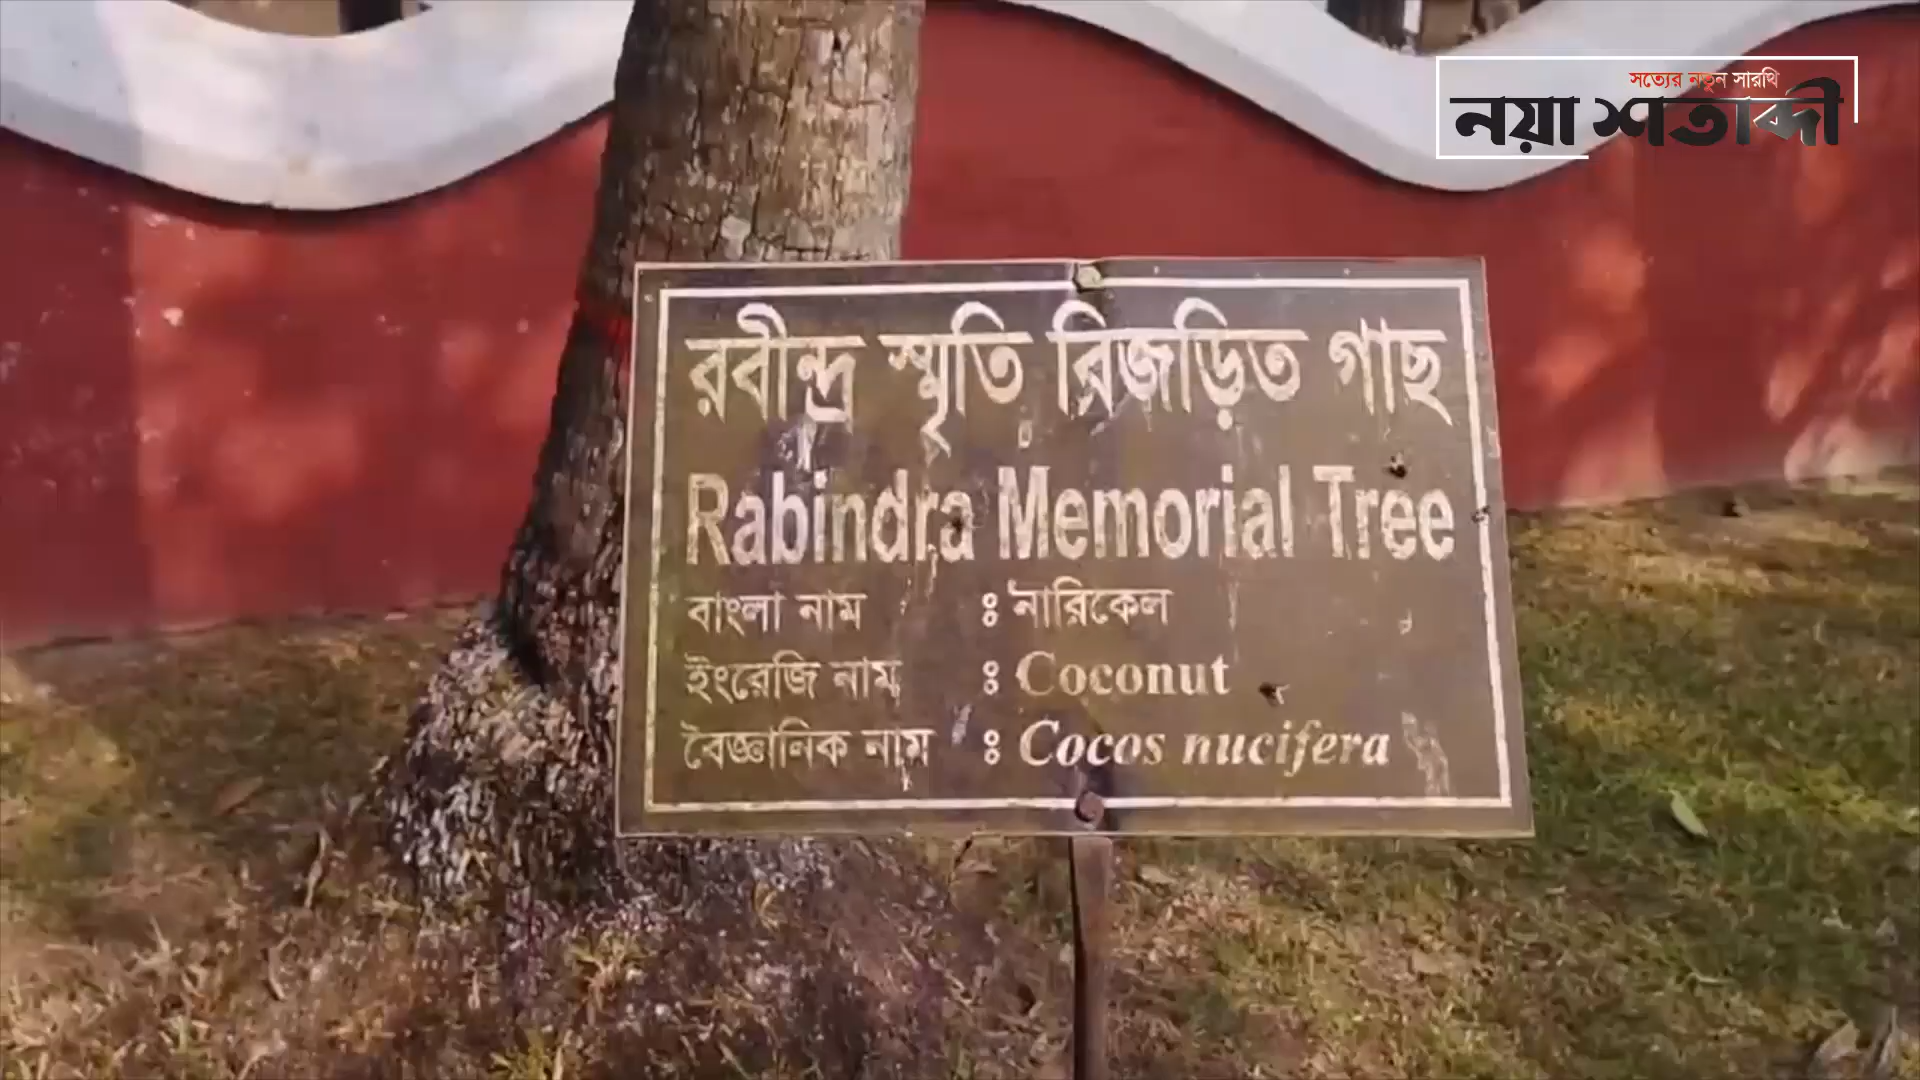 সত্যের নতুন সারথি
নয়া শতাব্দী
রবীন্দ্র স্মৃতি বিজড়িত গাছ
Rabindra Memorial Tree
বাংলা নাম : নারিকেল
ইংরেজি নাম : Coconut
বৈজ্ঞানিক নাম : Cocos nucifera